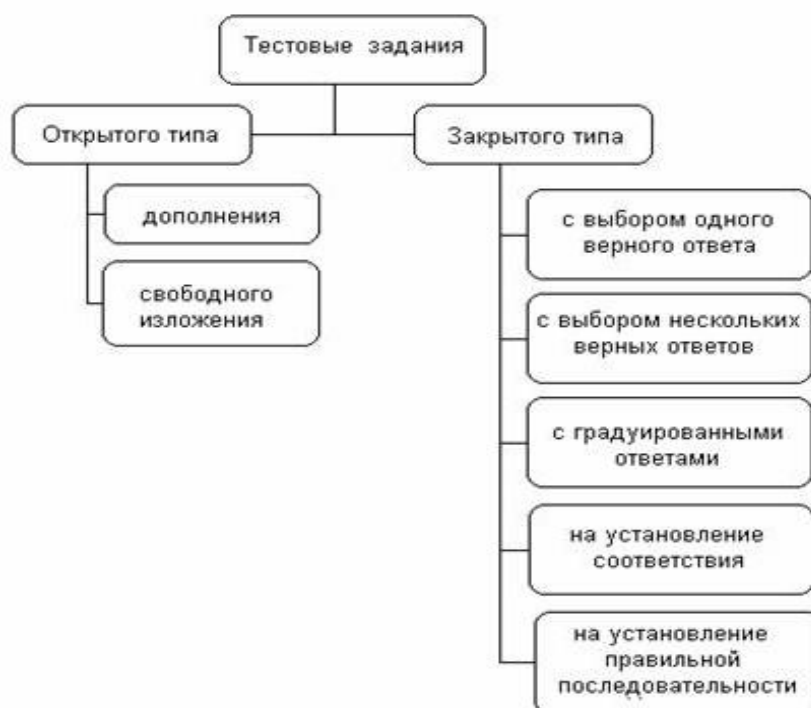 Тестовые задания
Открытого типа
Закрытого типа
дополнения
свободного
изложения
с выбором одного
верного ответа
с выбором нескольких
верных ответов
с градуированными
ответами
на установление
соответствия
на установление
правильной
последовательности